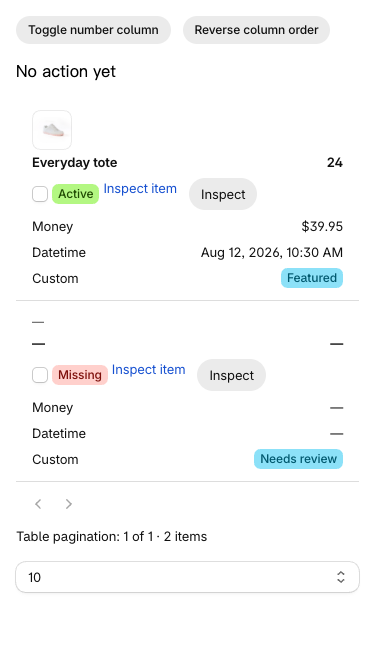 Toggle number column Reverse column order
No action yet
Everyday tote 24
Active Inspect item Inspect
Money $39.95
Datetime Aug 12, 2026, 10:30 AM
Custom Featured
—
— —
Missing Inspect item Inspect
Money —
Datetime —
Custom Needs review
Table pagination: 1 of 1 · 2 items
10